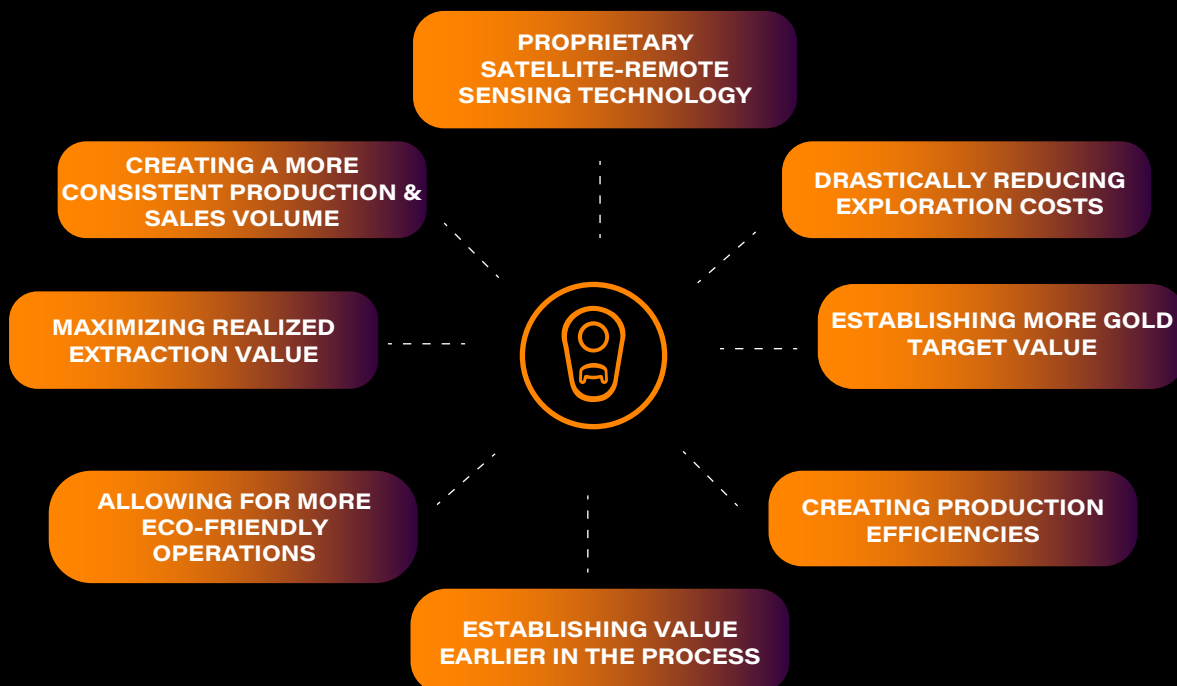 PROPRIETARY
SATELLITE-REMOTE
SENSING TECHNOLOGY
CREATING A MORE
CONSISTENT PRODUCTION &
SALES VOLUME
DRASTICALLY REDUCING
EXPLORATION COSTS
MAXIMIZING REALIZED
EXTRACTION VALUE
ESTABLISHING MORE GOLD
TARGET VALUE
ALLOWING FOR MORE
ECO-FRIENDLY
OPERATIONS
CREATING PRODUCTION
EFFICIENCIES
ESTABLISHING VALUE
EARLIER IN THE PROCESS